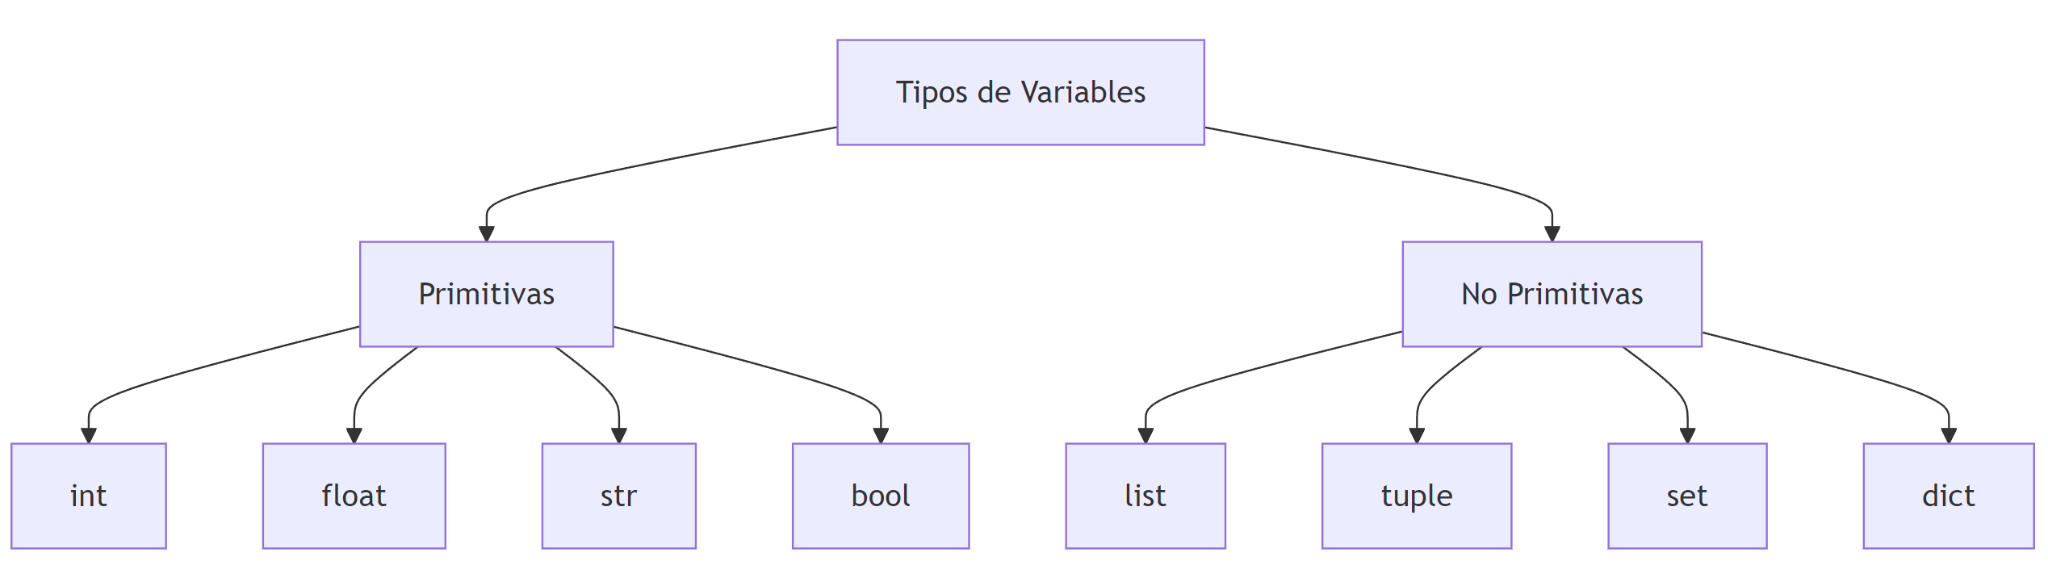 Tipos de Variables
Primitivas
No Primitivas
int
float
str
bool
list
tuple
set
dict